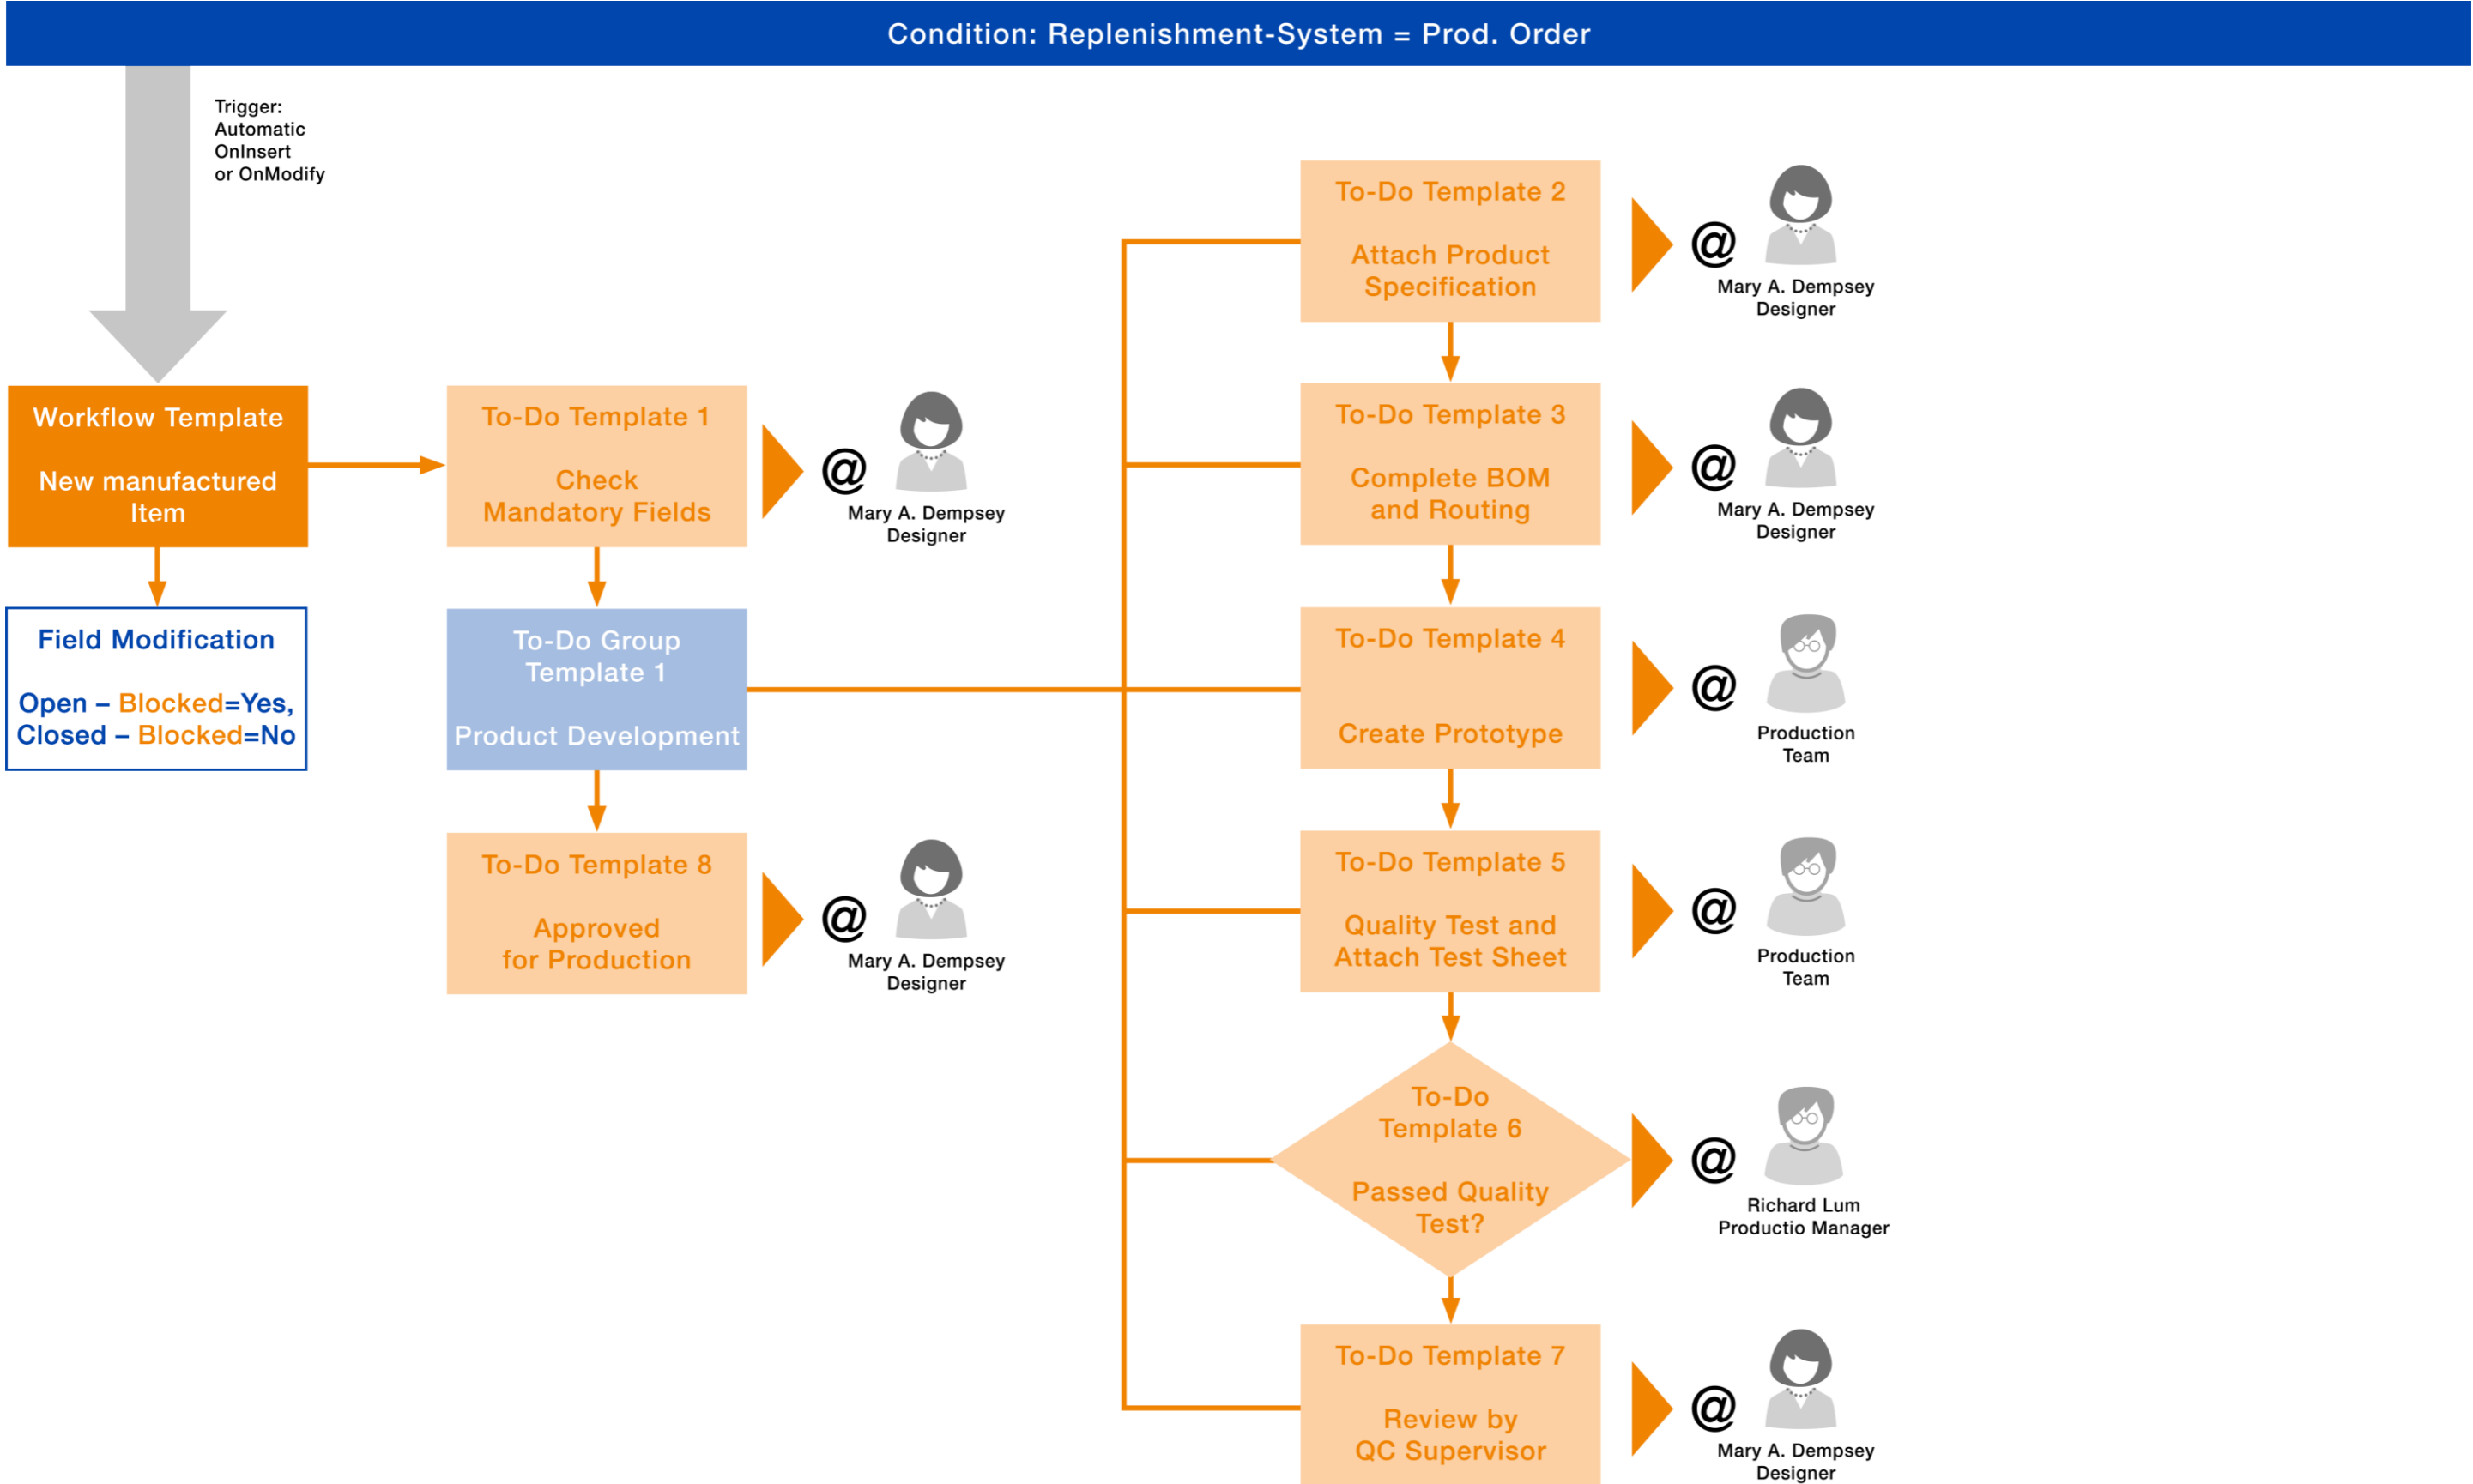 Condition: Replenishment-System = Prod. Order
Trigger:
Automatic
OnInsert
or OnModify
Workflow Template
New manufactured
Item
Field Modification
Open – Blocked=Yes,
Closed – Blocked=No
To-Do Template 1
Check
Mandatory Fields
@
Mary A. Dempsey
Designer
To-Do Group
Template 1
Product Development
To-Do Template 8
Approved
for Production
@
Mary A. Dempsey
Designer
To-Do Template 2
Attach Product
Specification
@
Mary A. Dempsey
Designer
To-Do Template 3
Complete BOM
and Routing
@
Mary A. Dempsey
Designer
To-Do Template 4
Create Prototype
@
Production
Team
To-Do Template 5
Quality Test and
Attach Test Sheet
@
Production
Team
To-Do
Template 6
Passed Quality
Test?
@
Richard Lum
Productio Manager
To-Do Template 7
Review by
QC Supervisor
@
Mary A. Dempsey
Designer